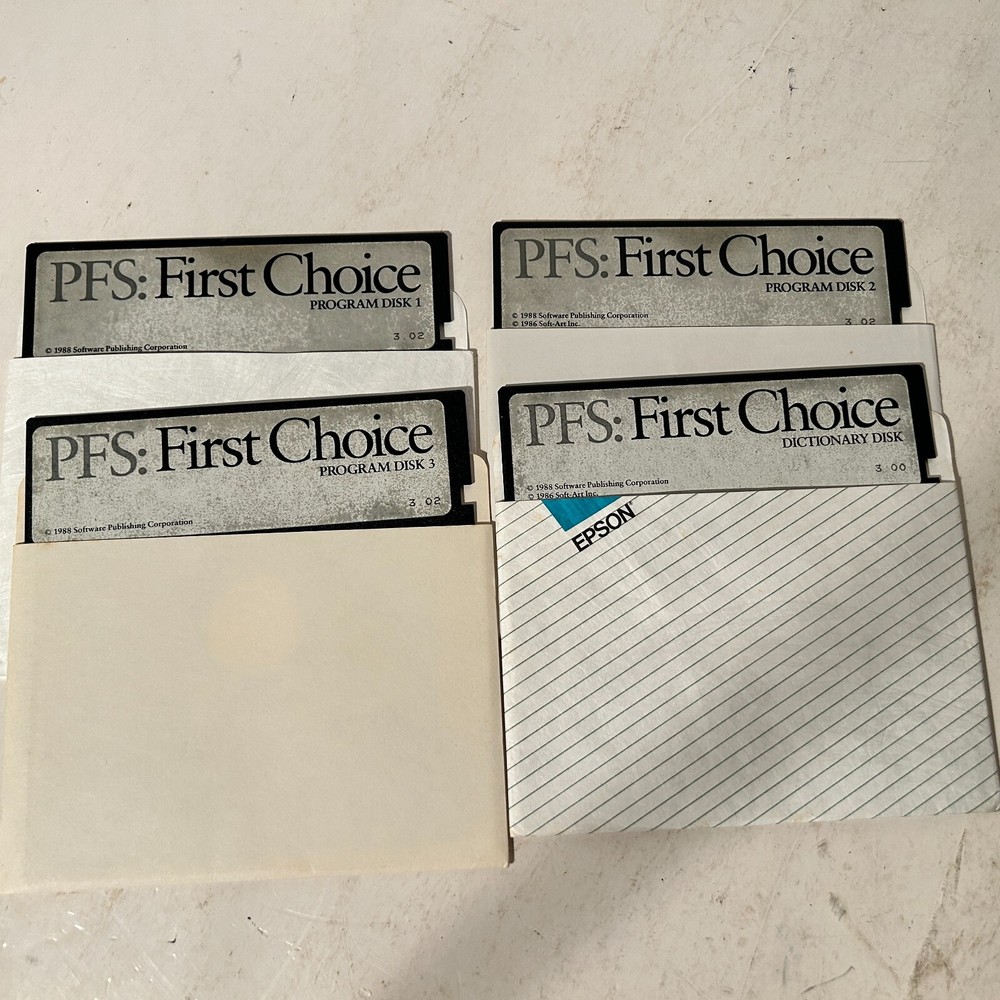 PFS: First Choice
PROGRAM DISK 1
3.02
© 1988 Software Publishing Corporation
PFS: First Choice
PROGRAM DISK 2
© 1988 Software Publishing Corporation
© 1986 Soft-Art Inc.
3.02
PFS: First Choice
PROGRAM DISK 3
3.02
© 1988 Software Publishing Corporation
PFS: First Choice
DICTIONARY DISK
3.00
© 1988 Software Publishing Corporation
© 1986 Soft-Art Inc.
EPSON